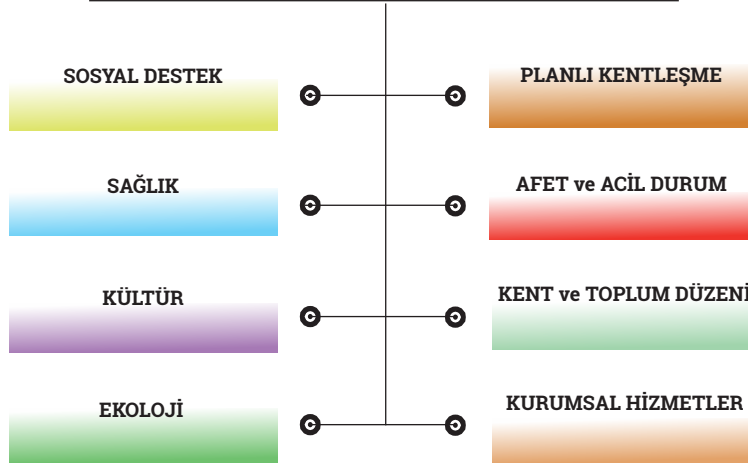 SOSYAL DESTEK
PLANLI KENTLEŞME
SAĞLIK
AFET ve ACİL DURUM
KÜLTÜR
KENT ve TOPLUM DÜZENİ
EKOLOJİ
KURUMSAL HİZMETLER